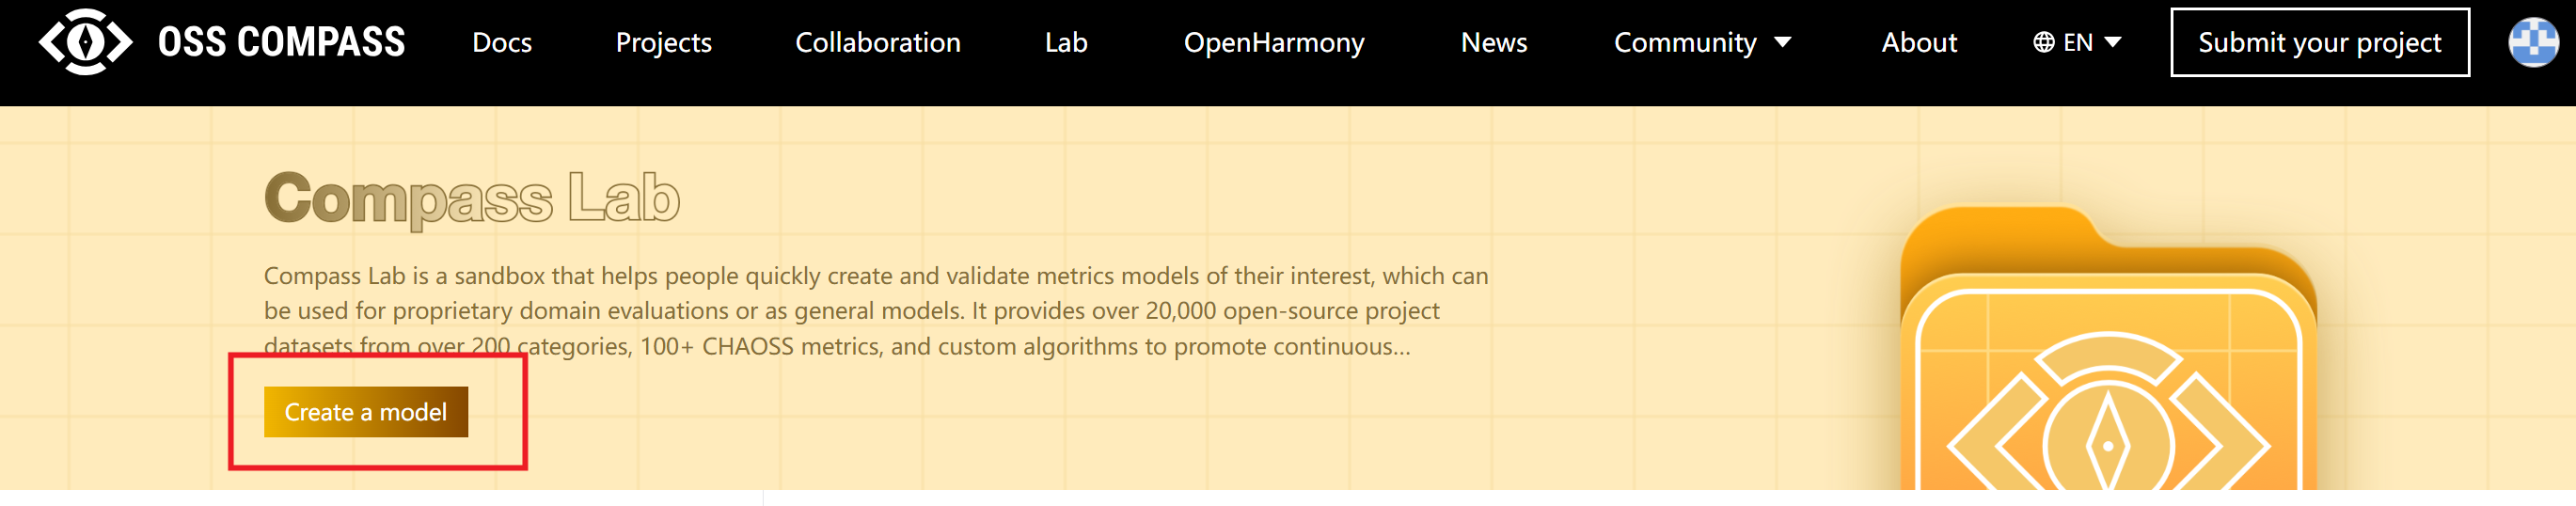 OSS COMPASS Docs Projects Collaboration Lab OpenHarmony News Community About EN Submit your project
Compass Lab
Compass Lab is a sandbox that helps people quickly create and validate metrics models of their interest, which can
be used for proprietary domain evaluations or as general models. It provides over 20,000 open-source project
datasets from over 200 categories, 100+ CHAOSS metrics, and custom algorithms to promote continuous...
Create a model